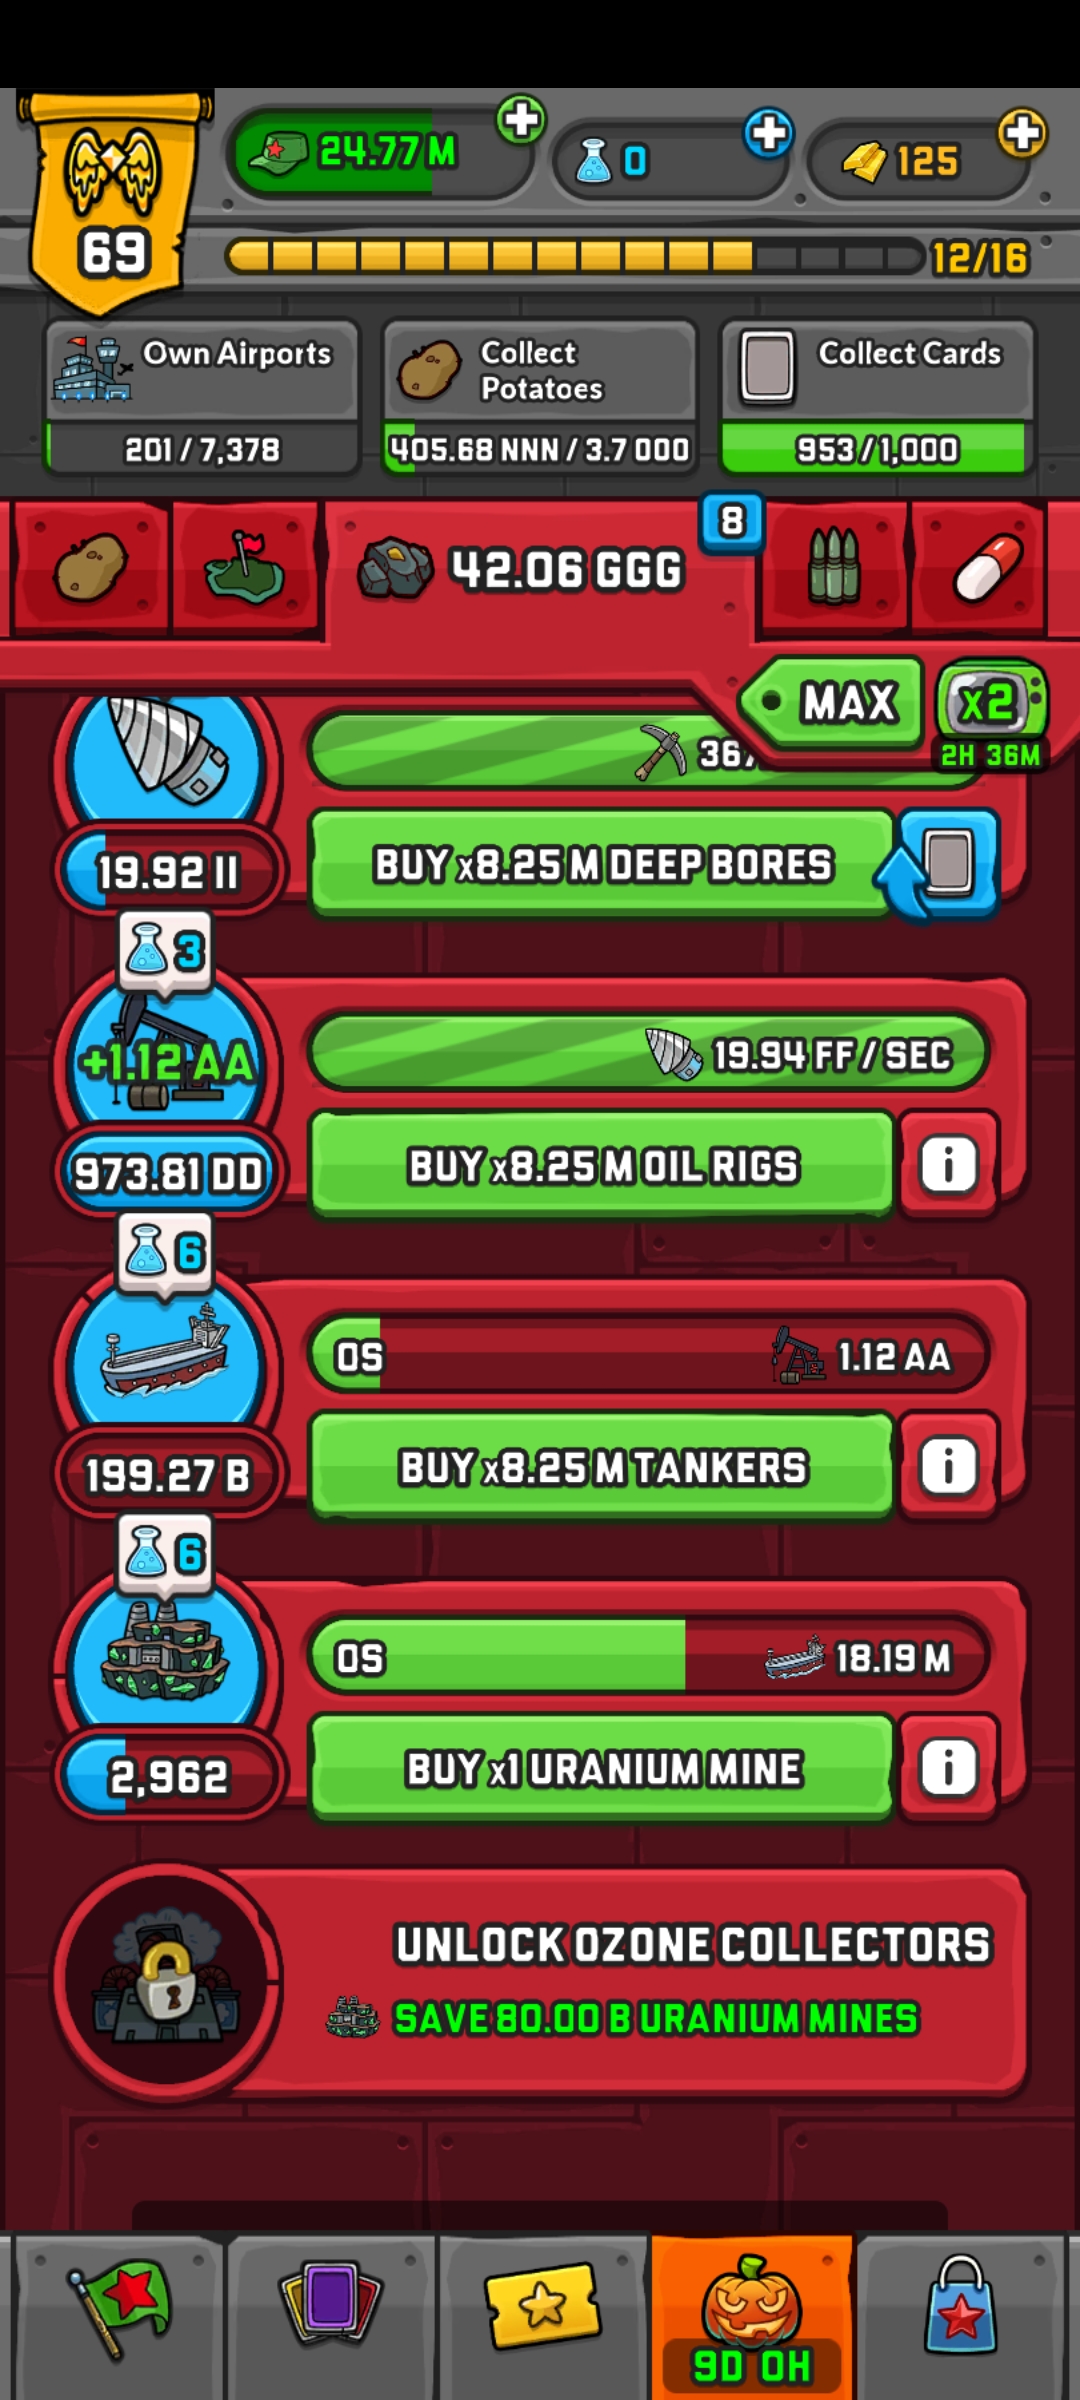 69
24.77 M
0
125
12/16
Own Airports
201 / 7,378
Collect
Potatoes
405.68 NNN / 3.7 OOO
Collect Cards
953 / 1,000
42.06 GGG
8
MAX
x2
2H 36M
19.92 II
BUY x8.25 M DEEP BORES
3
+1.12 AA
973.81 DD
19.94 FF / SEC
BUY x8.25 M OIL RIGS
i
6
199.27 B
0S
1.12 AA
BUY x8.25 M TANKERS
i
6
2,962
0S
18.19 M
BUY x1 URANIUM MINE
i
UNLOCK OZONE COLLECTORS
SAVE 80.00 B URANIUM MINES
9D 0H